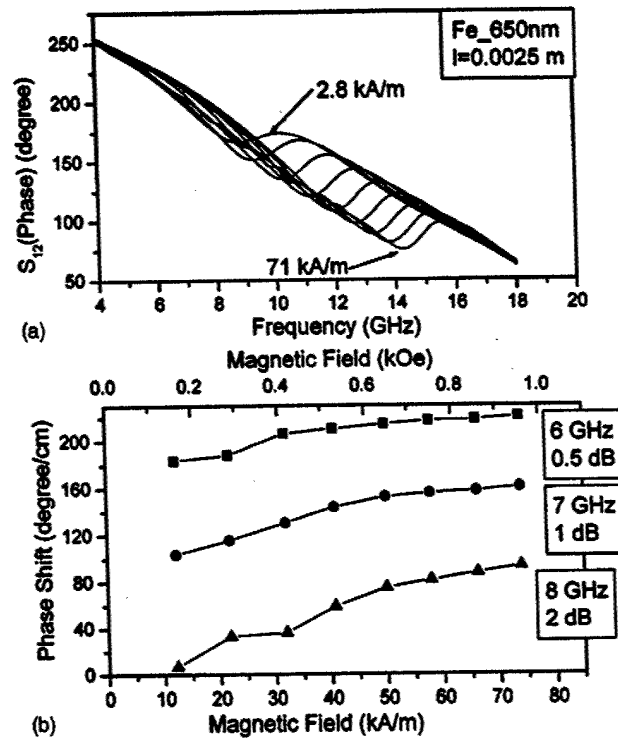 250
200
150
100
50
S12(Phase) (degree)
Fe_650nm
l=0.0025 m
2.8 kA/m
71 kA/m
4 6 8 10 12 14 16 18 20
(a)
Frequency (GHz)
Magnetic Field (kOe)
0.0 0.2 0.4 0.6 0.8 1.0
200
160
120
80
40
0
Phase Shift (degree/cm)
6 GHz
0.5 dB
7 GHz
1 dB
8 GHz
2 dB
0 10 20 30 40 50 60 70 80
(b)
Magnetic Field (kA/m)